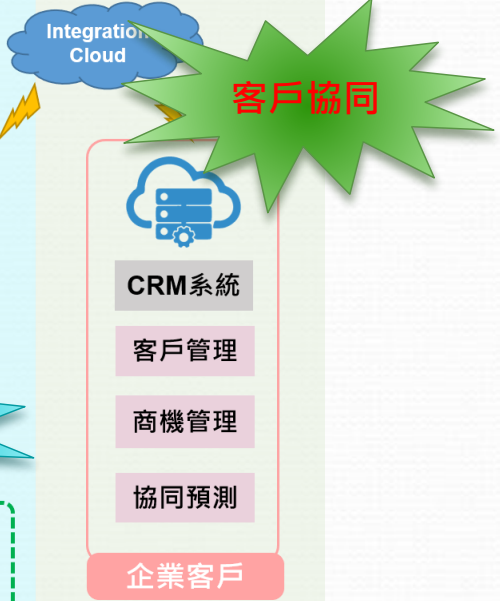 Integration
Cloud
客戶協同
CRM系統
客戶管理
商機管理
協同預測
企業客戶